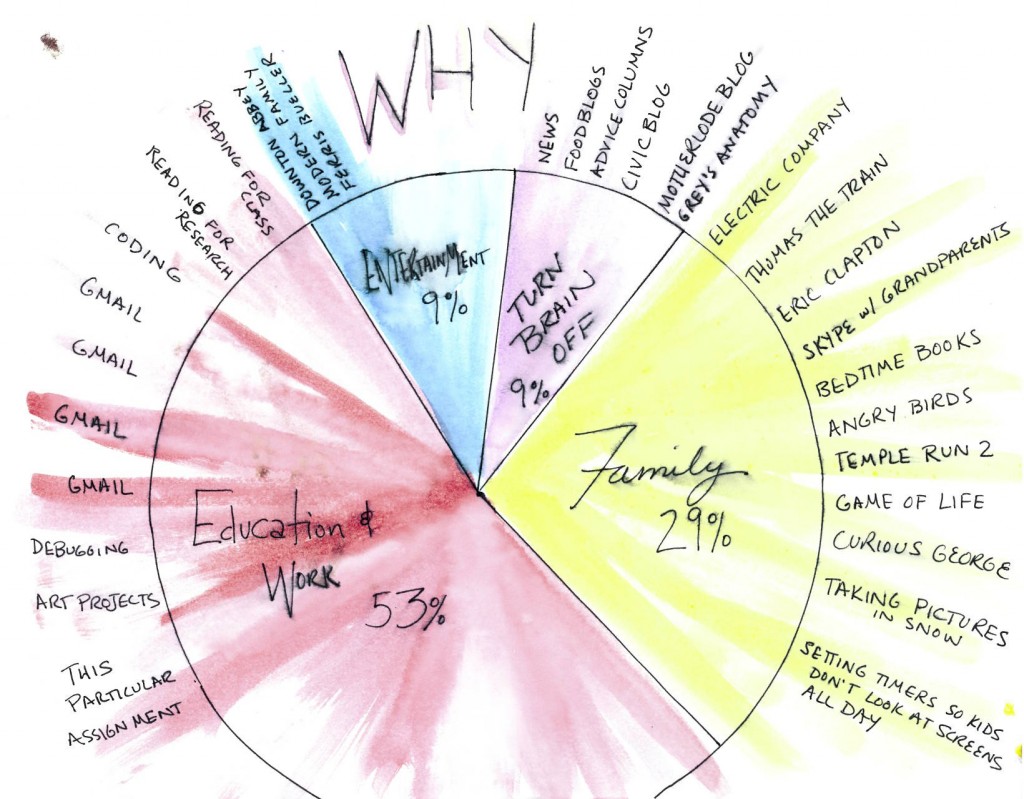 WHY
DOWNTON ABBEY
MODERN FAMILY
FERRIS BUELLER
ENTERTAINMENT
9%
NEWS
FOOD BLOGS
ADVICE COLUMNS
CIVIC BLOG
MOTHERLODE BLOG
GREY'S ANATOMY
TURN
BRAIN
OFF
9%
ELECTRIC COMPANY
THOMAS THE TRAIN
ERIC CLAPTON
SKYPE W/ GRANDPARENTS
BEDTIME BOOKS
ANGRY BIRDS
TEMPLE RUN 2
GAME OF LIFE
CURIOUS GEORGE
TAKING PICTURES
IN SNOW
SETTING TIMERS SO KIDS
DON'T LOOK AT SCREENS
ALL DAY
Family
29%
READING FOR
CLASS
READING FOR
RESEARCH
CODING
GMAIL
GMAIL
GMAIL
GMAIL
DEBUGGING
ART PROJECTS
THIS
PARTICULAR
ASSIGNMENT
Education &
WORK
53%